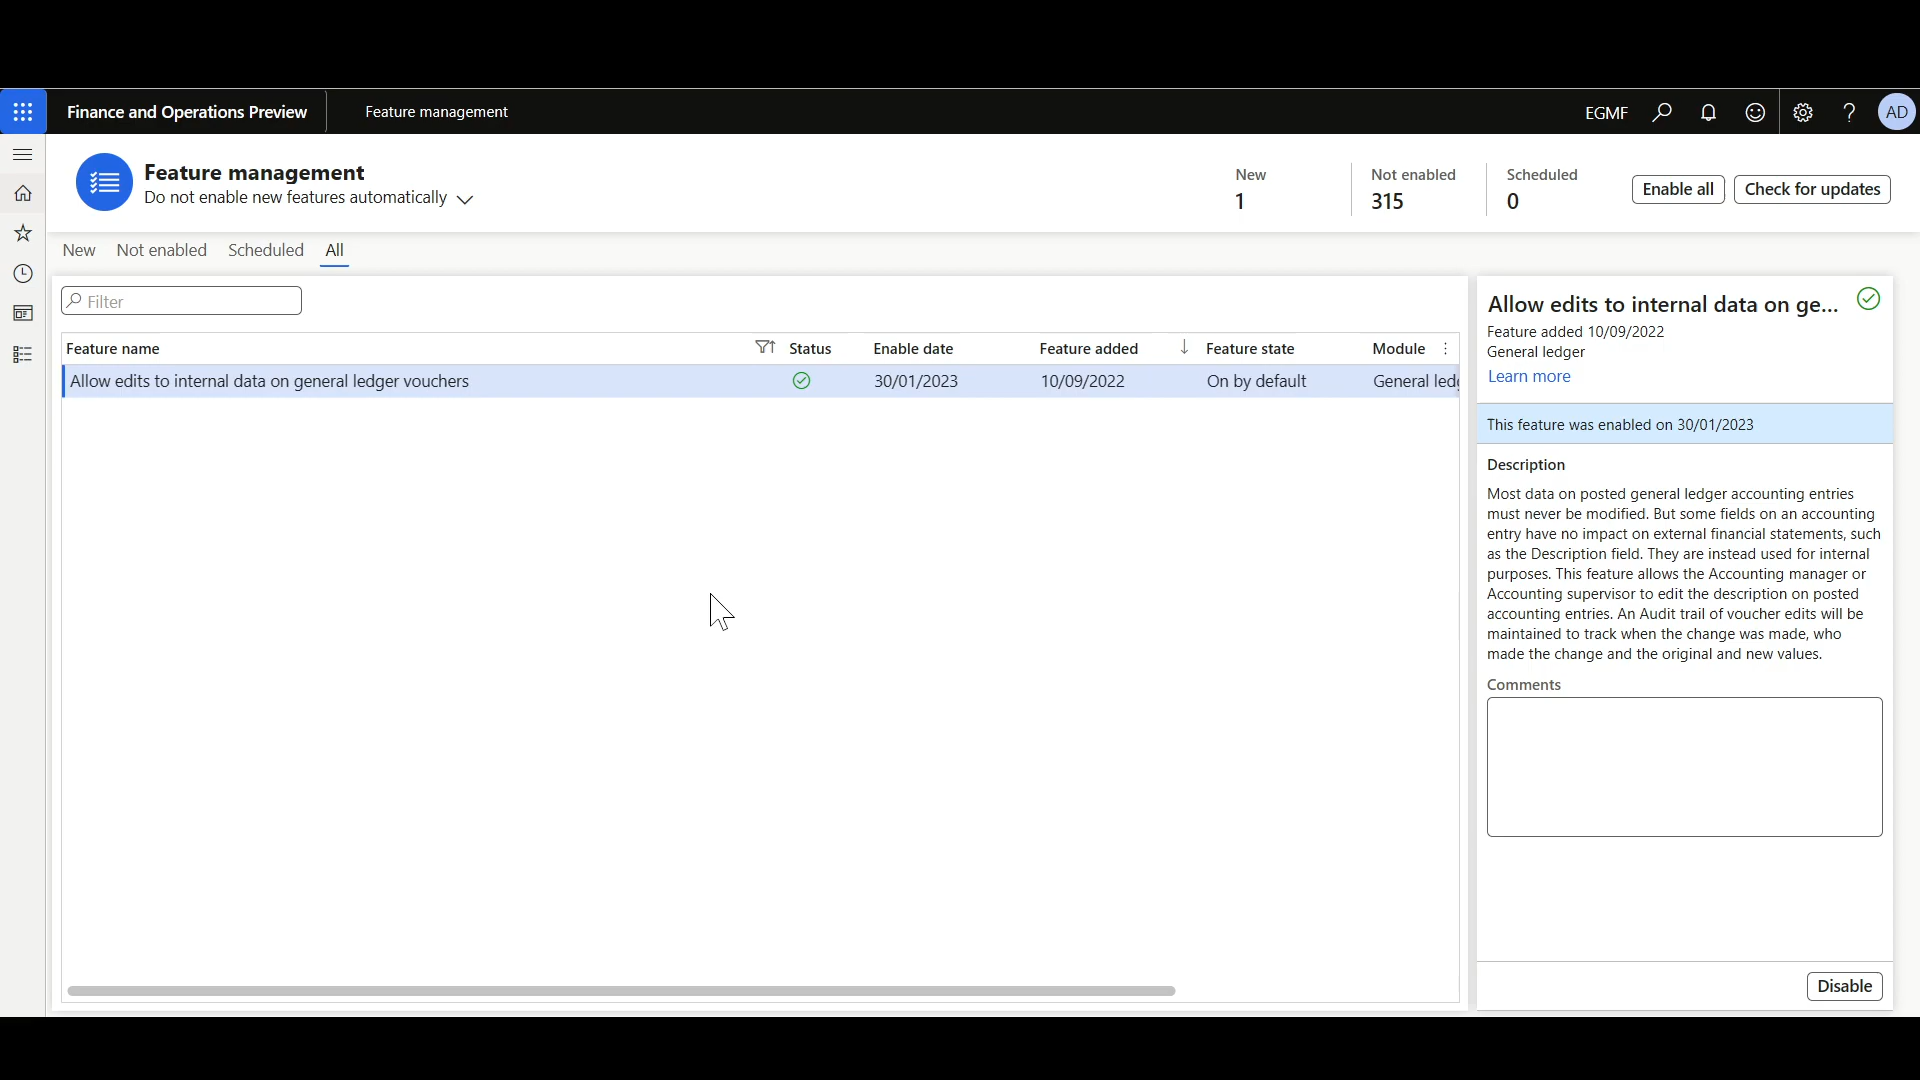 Finance and Operations Preview
Feature management
EGMF
AD
Feature management
Do not enable new features automatically
New
1
Not enabled
315
Scheduled
0
Enable all
Check for updates
New
Not enabled
Scheduled
All
Filter
Feature name
Status
Enable date
Feature added
Feature state
Module
Allow edits to internal data on general ledger vouchers
30/01/2023
10/09/2022
On by default
General led
Allow edits to internal data on ge...
Feature added 10/09/2022
General ledger
Learn more
This feature was enabled on 30/01/2023
Description
Most data on posted general ledger accounting entries
must never be modified. But some fields on an accounting
entry have no impact on external financial statements, such
as the Description field. They are instead used for internal
purposes. This feature allows the Accounting manager or
Accounting supervisor to edit the description on posted
accounting entries. An Audit trail of voucher edits will be
maintained to track when the change was made, who
made the change and the original and new values.
Comments
Disable